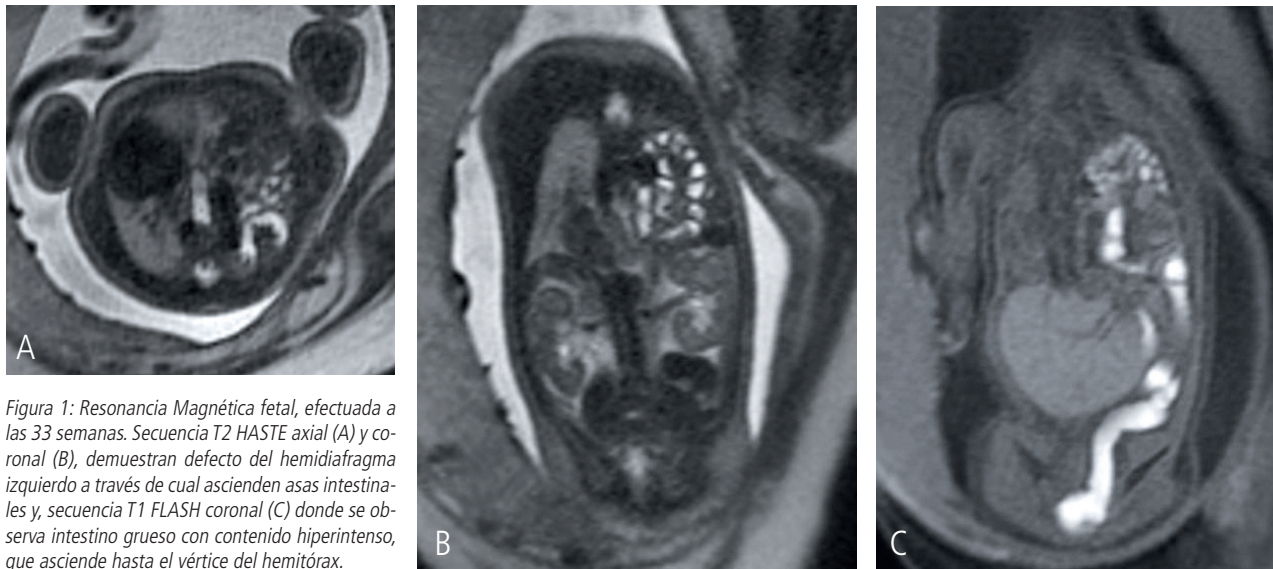 A
B
C
Figura 1: Resonancia Magnética fetal, efectuada a
las 33 semanas. Secuencia T2 HASTE axial (A) y co-
ronal (B), demuestran defecto del hemidiafragma
izquierdo a través de cual ascienden asas intestina-
les y, secuencia T1 FLASH coronal (C) donde se ob-
serva intestino grueso con contenido hiperintenso,
que asciende hasta el vértice del hemitórax.